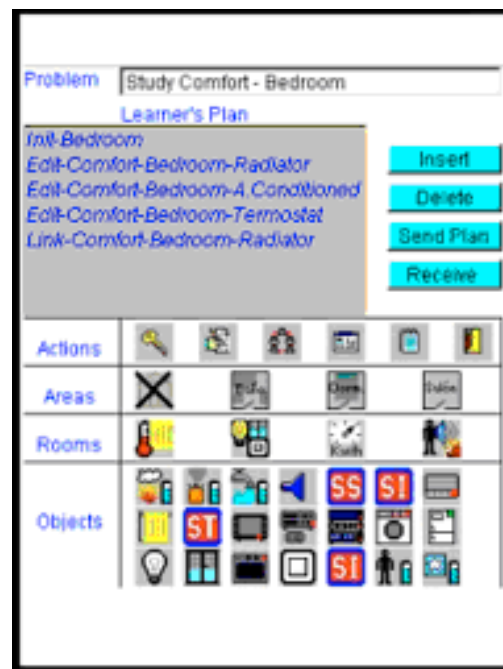 Problem Study Comfort - Bedroom
Learner's Plan
Init-Bedroom
Edit-Comfort-Bedroom-Radiator
Edit-Comfort-Bedroom-A.Conditioned
Edit-Comfort-Bedroom-Termostat
Link-Comfort-Bedroom-Radiator
Insert
Delete
Send Plan
Receive
Actions
Areas
Rooms
Kwh
Objects
SS SI
ST
SI